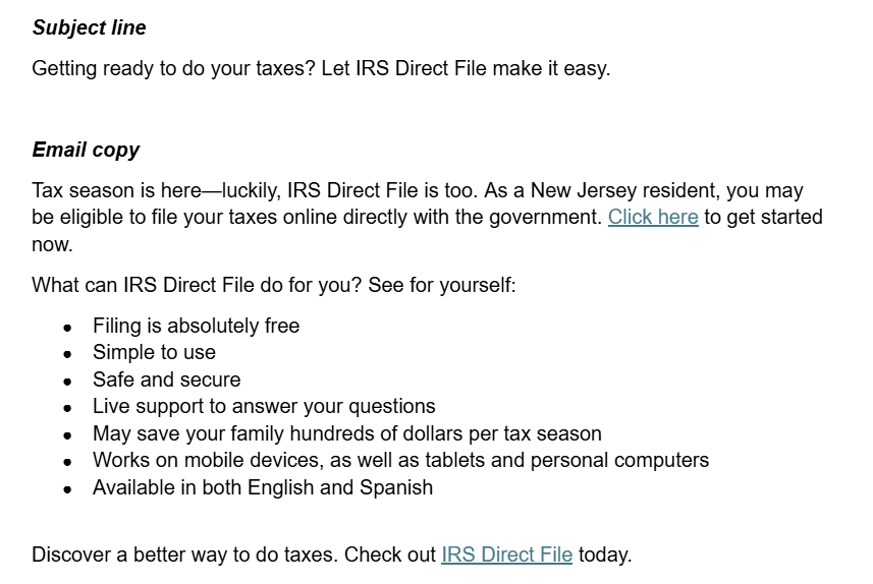 Subject line
Getting ready to do your taxes? Let IRS Direct File make it easy.
Email copy
Tax season is here—luckily, IRS Direct File is too. As a New Jersey resident, you may
be eligible to file your taxes online directly with the government. Click here to get started
now.
What can IRS Direct File do for you? See for yourself:
• Filing is absolutely free
• Simple to use
• Safe and secure
• Live support to answer your questions
• May save your family hundreds of dollars per tax season
• Works on mobile devices, as well as tablets and personal computers
• Available in both English and Spanish
Discover a better way to do taxes. Check out IRS Direct File today.